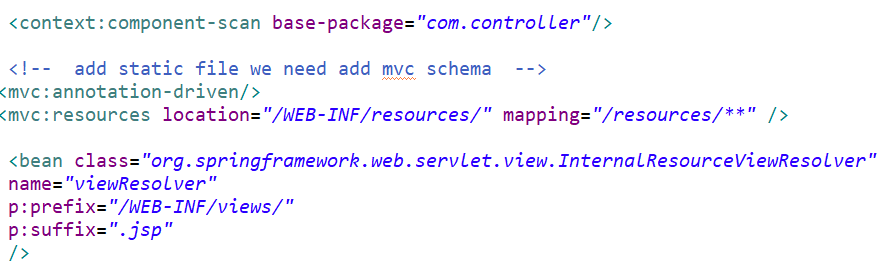 <context:component-scan base-package="com.controller"/>
<!--  add static file we need add mvc schema  -->
<mvc:annotation-driven/>
<mvc:resources location="/WEB-INF/resources/" mapping="/resources/**" />
<bean class="org.springframework.web.servlet.view.InternalResourceViewResolver"
name="viewResolver"
p:prefix="/WEB-INF/views/"
p:suffix=".jsp"
/>